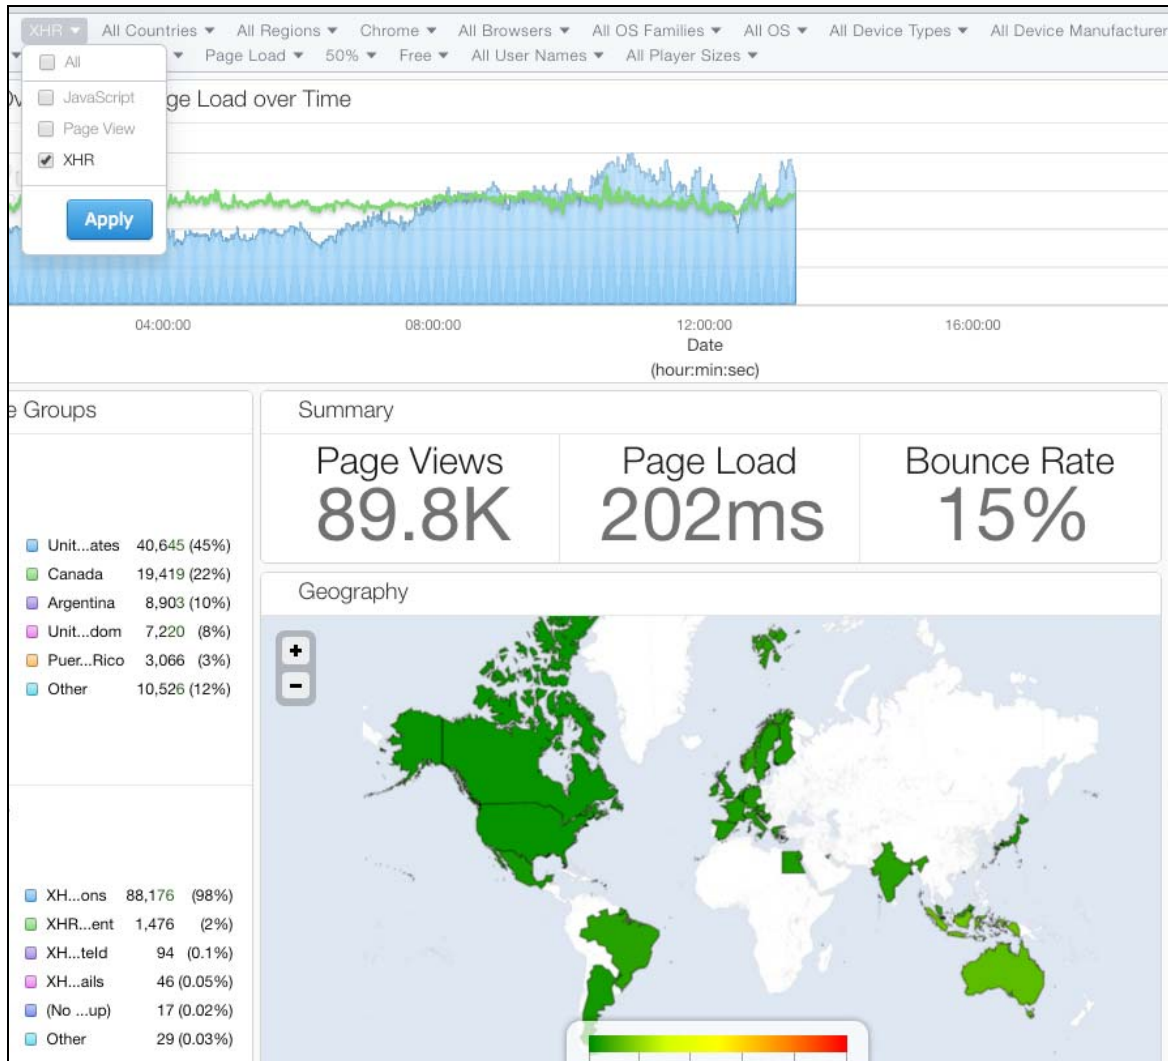 XHR All Countries All Regions Chrome All Browsers All OS Families All OS All Device Types All Device Manufacturer
Page Load 50% Free All User Names All Player Sizes
All
JavaScript
Page View
XHR
Apply
Load over Time
04:00:00 08:00:00 12:00:00 16:00:00
Date
(hour:min:sec)
Groups
Unit...ates 40,645 (45%)
Canada 19,419 (22%)
Argentina 8,903 (10%)
Unit...dom 7,220 (8%)
Puer...Rico 3,066 (3%)
Other 10,526 (12%)
XH...ons 88,176 (98%)
XHR...ent 1,476 (2%)
XH...teld 94 (0.1%)
XH...ails 46 (0.05%)
(No ...up) 17 (0.02%)
Other 29 (0.03%)
Summary
Page Views Page Load Bounce Rate
89.8K 202ms 15%
Geography
+
−